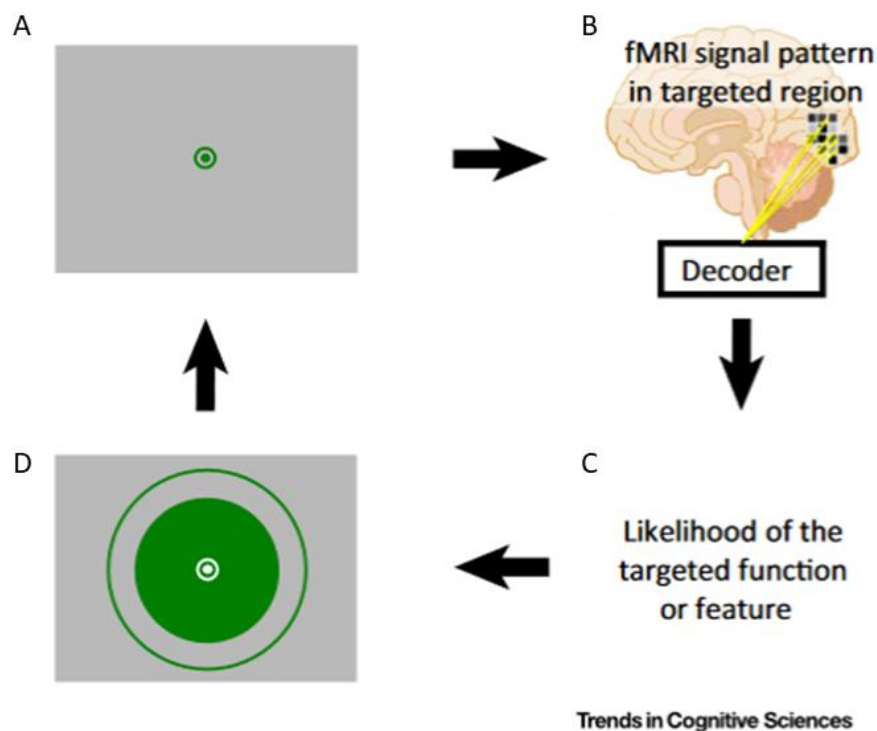 A
B
fMRI signal pattern
in targeted region
Decoder
D
C
Likelihood of the
targeted function
or feature
Trends in Cognitive Sciences